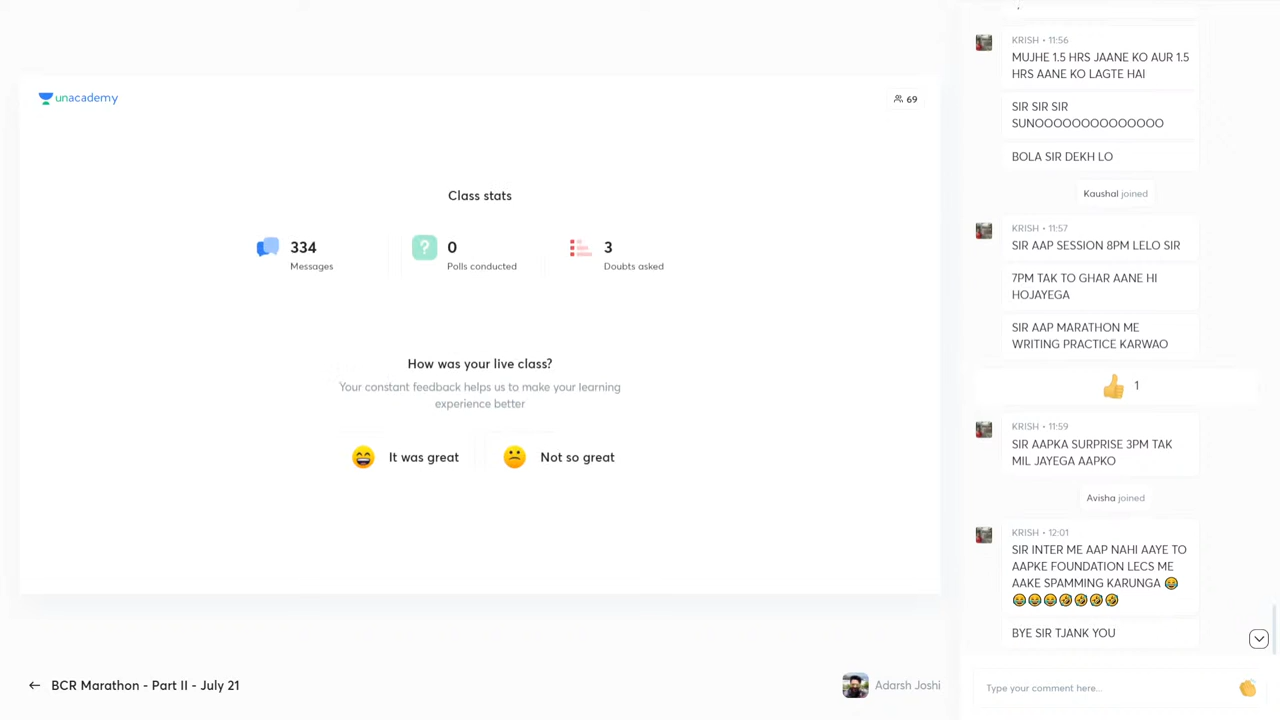 unacademy
69
Class stats
334
Messages
0
Polls conducted
3
Doubts asked
How was your live class?
Your constant feedback helps us to make your learning
experience better
It was great
Not so great
BCR Marathon - Part II - July 21
Adarsh Joshi
KRISH • 11:56
MUJHE 1.5 HRS JAANE KO AUR 1.5
HRS AANE KO LAGTE HAI
SIR SIR SIR
SUNOOOOOOOOOOOOOO
BOLA SIR DEKH LO
Kaushal joined
KRISH • 11:57
SIR AAP SESSION 8PM LELO SIR
7PM TAK TO GHAR AANE HI
HOJAYEGA
SIR AAP MARATHON ME
WRITING PRACTICE KARWAO
👍 1
KRISH • 11:59
SIR AAPKA SURPRISE 3PM TAK
MIL JAYEGA AAPKO
Avisha joined
KRISH • 12:01
SIR INTER ME AAP NAHI AAYE TO
AAPKE FOUNDATION LECS ME
AAKE SPAMMING KARUNGA 😂
😂😂😂🤣🤣🤣🤣
BYE SIR TJANK YOU
Type your comment here...